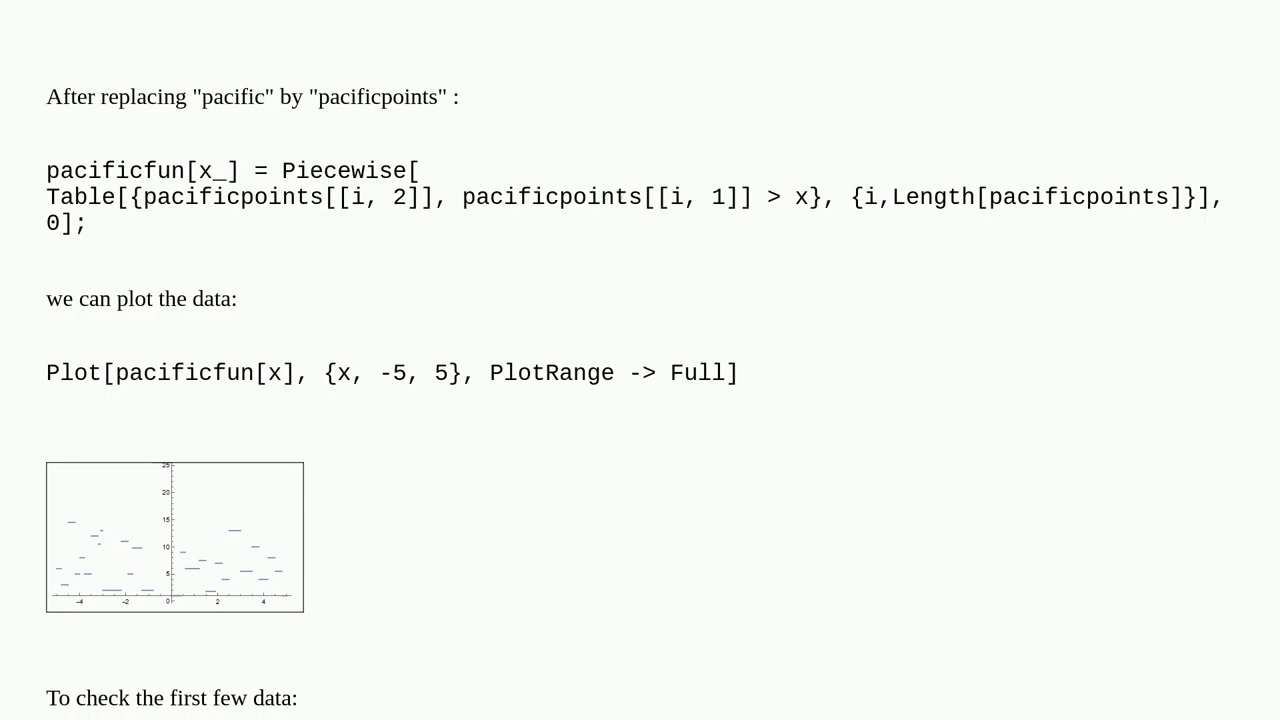 After replacing "pacific" by "pacificpoints" :
pacificfun[x_] = Piecewise[
Table[{pacificpoints[[i, 2]], pacificpoints[[i, 1]] > x}, {i,Length[pacificpoints]}],
0];
we can plot the data:
Plot[pacificfun[x], {x, -5, 5}, PlotRange -> Full]
25
20
15
10
5
-4 -2 0 2 4
To check the first few data: